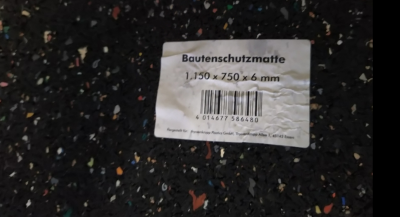 Bautenschutzmatte
1.150 x 750 x 6 mm
4 014677 586480